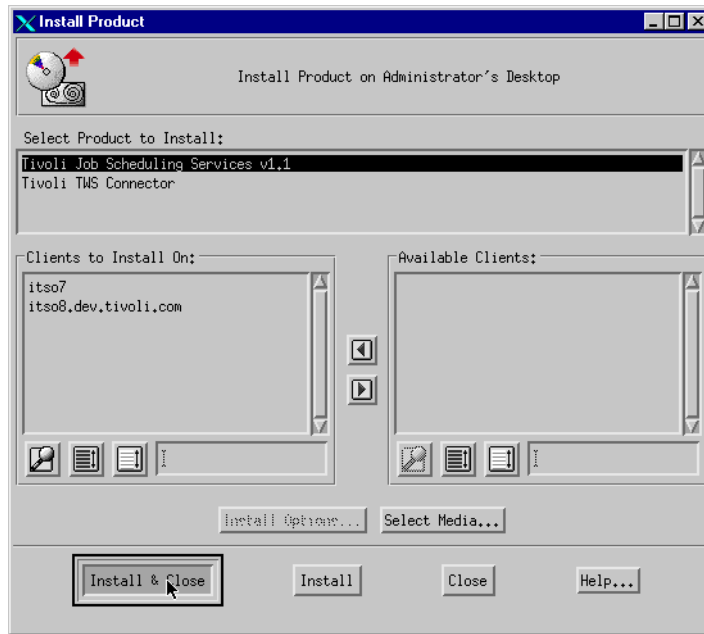 Install Product
Install Product on Administrator's Desktop
Select Product to Install:
Tivoli Job Scheduling Services v1.1
Tivoli TWS Connector
Clients to Install On:
Available Clients:
itso7
itso8.dev.tivoli.com
Install Options...
Select Media...
Install & Close
Install
Close
Help...